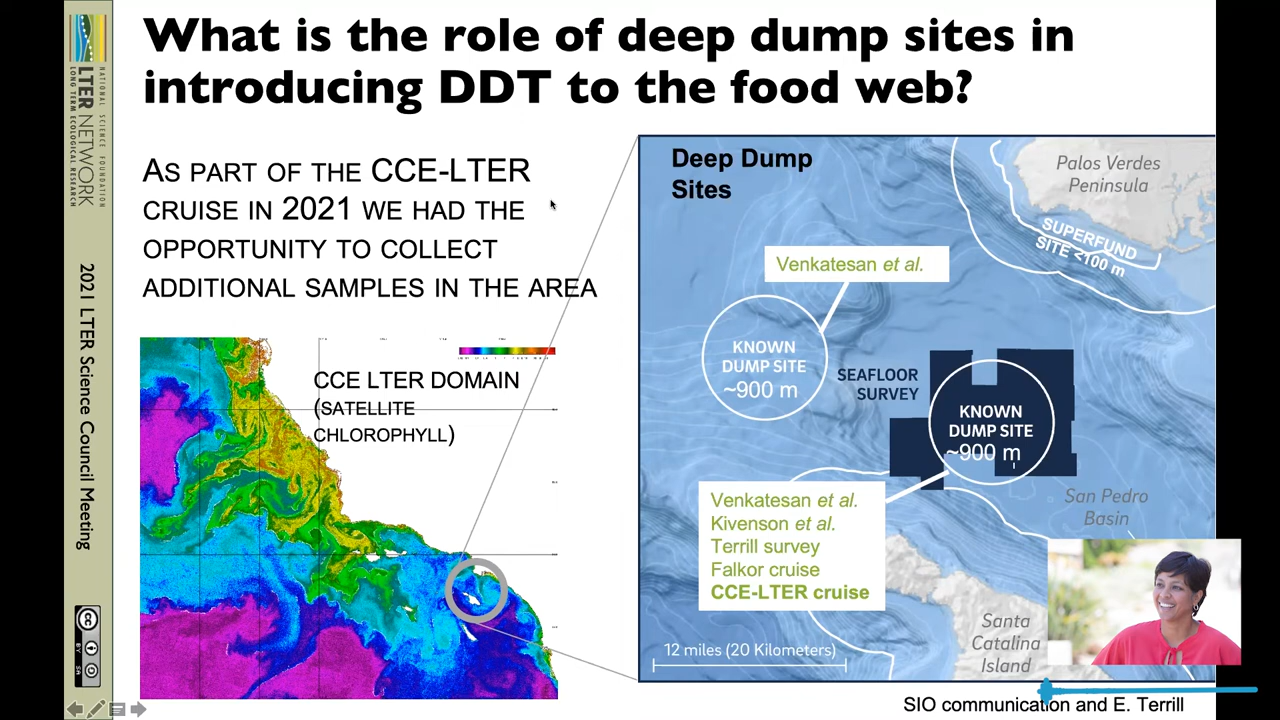 What is the role of deep dump sites in
introducing DDT to the food web?
NATIONAL SCIENCE FOUNDATION
LTER NETWORK
LONG TERM ECOLOGICAL RESEARCH
2021 LTER Science Council Meeting
cc
BY SA
AS PART OF THE CCE-LTER
CRUISE IN 2021 WE HAD THE
OPPORTUNITY TO COLLECT
ADDITIONAL SAMPLES IN THE AREA
CCE LTER DOMAIN
(SATELLITE
CHLOROPHYLL)
Deep Dump
Sites
Palos Verdes
Peninsula
SUPERFUND
SITE <100 m
Venkatesan et al.
KNOWN
DUMP SITE
~900 m
SEAFLOOR
SURVEY
KNOWN
DUMP SITE
~900 m
Venkatesan et al.
Kivenson et al.
Terrill survey
Falkor cruise
CCE-LTER cruise
San Pedro
Basin
Santa
Catalina
Island
12 miles (20 Kilometers)
SIO communication and E. Terrill